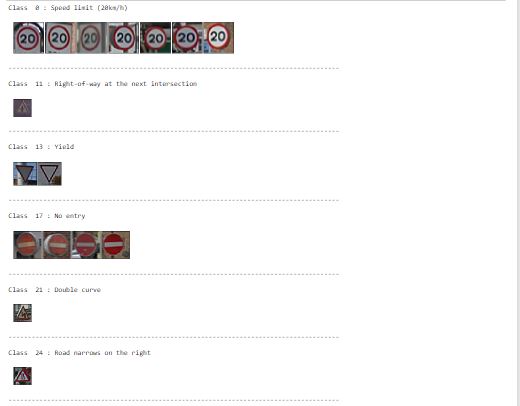 Class 0 : Speed limit (20km/h)
20 20 20 20 20 20 20
Class 11 : Right-of-way at the next intersection
Class 13 : Yield
Class 17 : No entry
Class 21 : Double curve
Class 24 : Road narrows on the right